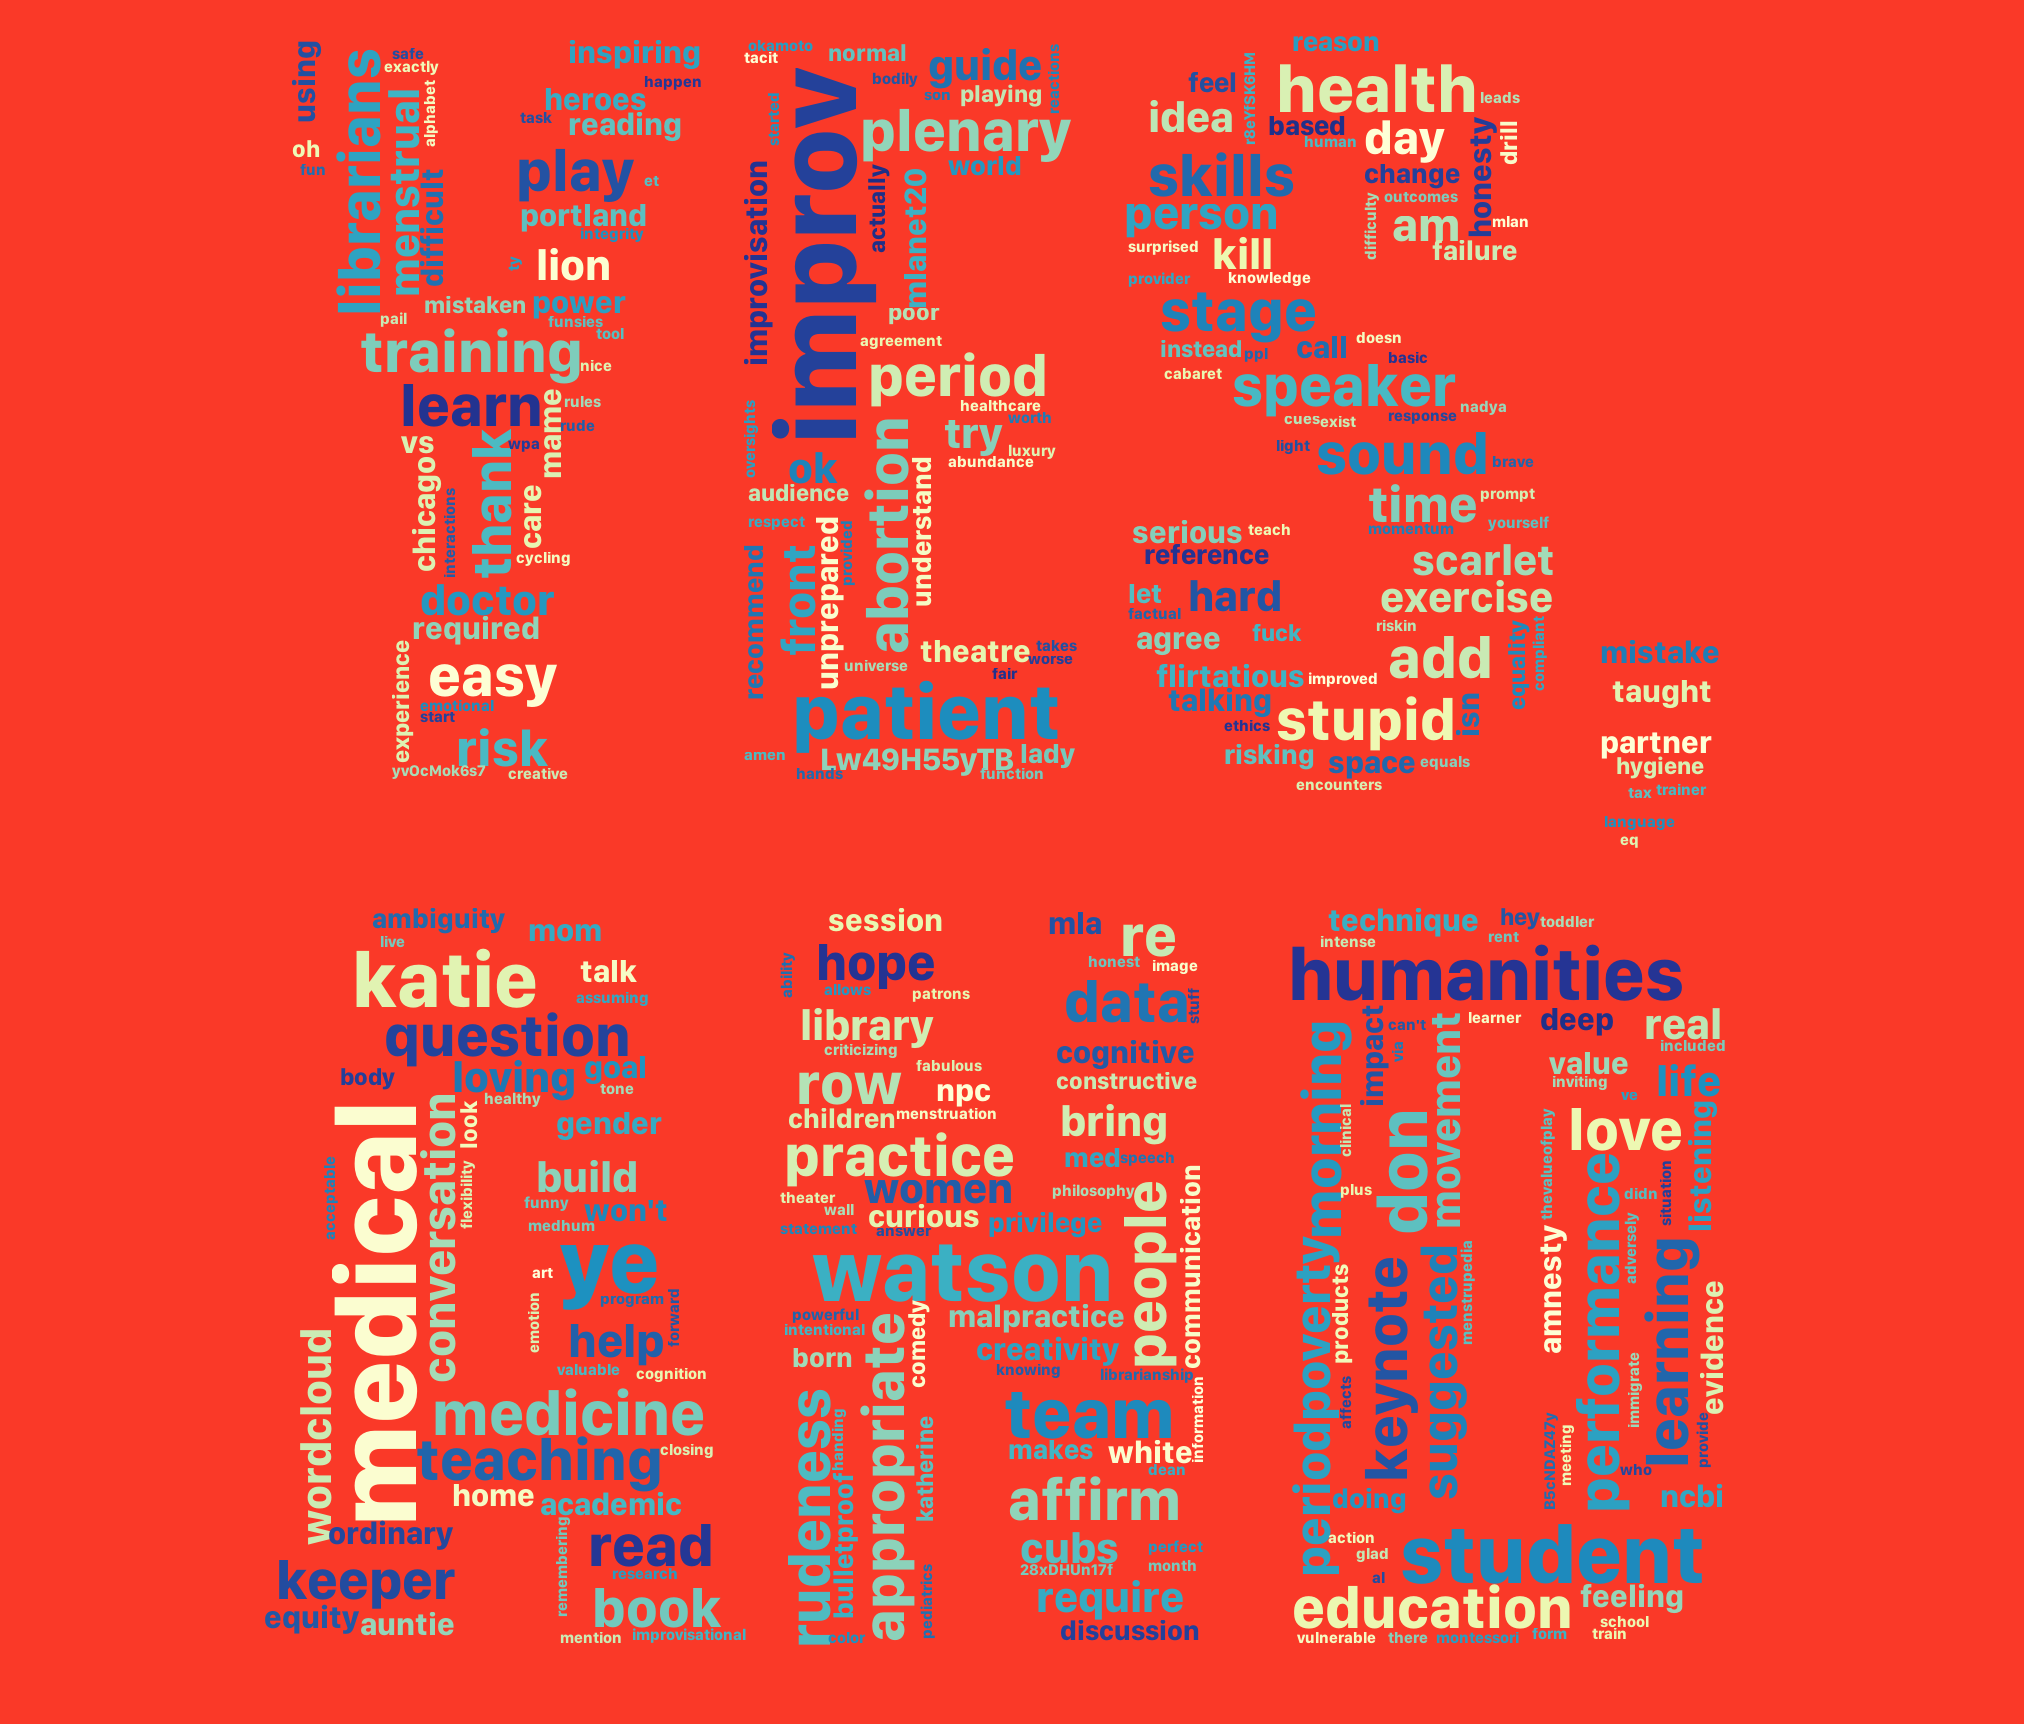 using
safe
exactly
librarians
menstrual
alphabet
difficult
oh
fun
inspiring
happen
heroes
task
reading
play
et
portland
integrity
ty
lion
mistaken
power
pail
funsies
tool
training
nice
learn
rules
rude
mame
vs
wpa
thank
chicagos
interactions
care
cycling
doctor
required
experience
easy
emotional
start
risk
yvOcMok6s7
creative
okamoto
tacit
normal
bodily
guide
son
playing
reactions
started
improv
plenary
world
improvisation
actually
mlanet20
poor
agreement
period
healthcare
worth
oversights
try
luxury
abundance
ok
audience
abortion
understand
respect
recommend
front
unprepared
provided
theatre
takes
worse
universe
fair
patient
amen
Lw49H55yTB
lady
hands
function
reason
feel
r8eYfSK6HM
health
leads
idea
based
human
day
honesty
drill
skills
change
outcomes
person
difficulty
am
mlan
surprised
kill
failure
provider
knowledge
stage
instead
ppl
call
doesn
basic
cabaret
speaker
cues
exist
response
nadya
light
sound
brave
time
prompt
momentum
yourself
serious
teach
reference
scarlet
let
factual
hard
exercise
riskin
agree
fuck
add
equality
compliant
flirtatious
improved
talking
ethics
stupid
isn
risking
space
equals
encounters
mistake
taught
partner
hygiene
tax
trainer
language
eq
ambiguity
live
mom
katie
talk
assuming
question
body
loving
goal
healthy
tone
medical
conversation
look
flexibility
acceptable
gender
build
funny
won't
medhum
ye
art
program
emotion
help
forward
valuable
cognition
wordcloud
medicine
teaching
closing
home
academic
ordinary
keeper
equity
auntie
remembering
read
research
book
mention
improvisational
session
ability
hope
allows
patrons
library
criticizing
row
fabulous
npc
children
menstruation
practice
theater
wall
women
statement
curious
answer
privilege
mla
re
honest
image
data
stuff
cognitive
constructive
bring
med
speech
philosophy
people
communication
watson
powerful
intentional
malpractice
born
appropriate
comedy
creativity
knowing
librarianship
rudeness
handing
bulletproof
katherine
pediatrics
color
team
information
makes
white
dean
affirm
cubs
28xDHUn17f
perfect
month
require
discussion
technique
hey
toddler
intense
rent
humanities
morning
impact
can't
via
movement
learner
deep
real
included
value
inviting
ve
life
clinical
don
thevalueofplay
love
listening
plus
periodpoverty
products
keynote
suggested
menstrupedia
affects
doing
didn
situation
amnesty
performance
adversely
learning
evidence
immigrate
B5cNDAZ47y
meeting
who
provide
ncbi
action
glad
al
student
education
feeling
school
vulnerable
there
montessori
form
train